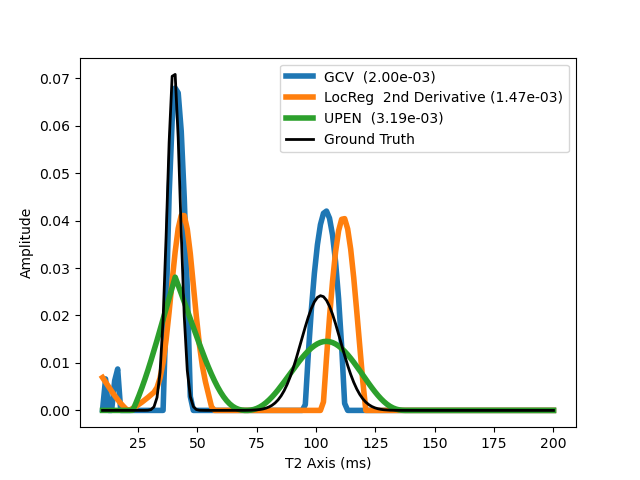 GCV (2.00e-03)
LocReg 2nd Derivative (1.47e-03)
UPEN (3.19e-03)
Ground Truth
Amplitude
0.07
0.06
0.05
0.04
0.03
0.02
0.01
0.00
25 50 75 100 125 150 175 200
T2 Axis (ms)